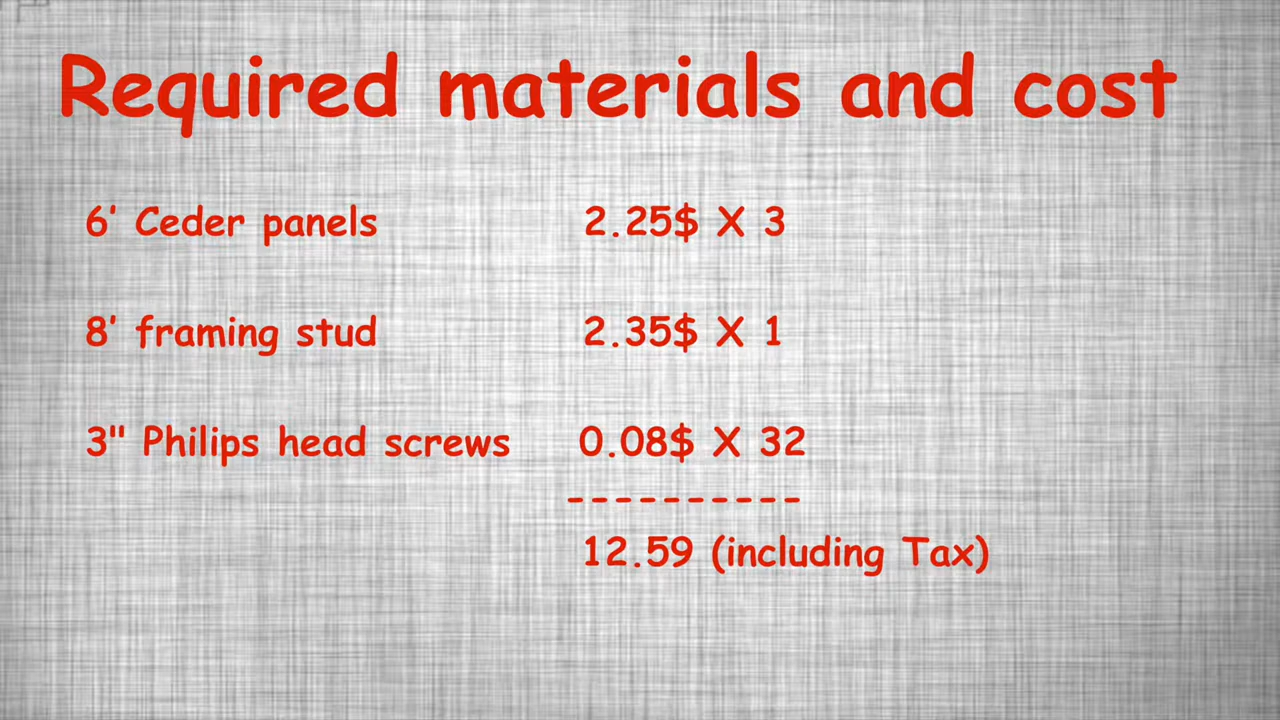 Required materials and cost
6' Ceder panels 2.25$ X 3
8' framing stud 2.35$ X 1
3" Philips head screws 0.08$ X 32
----------
12.59 (including Tax)